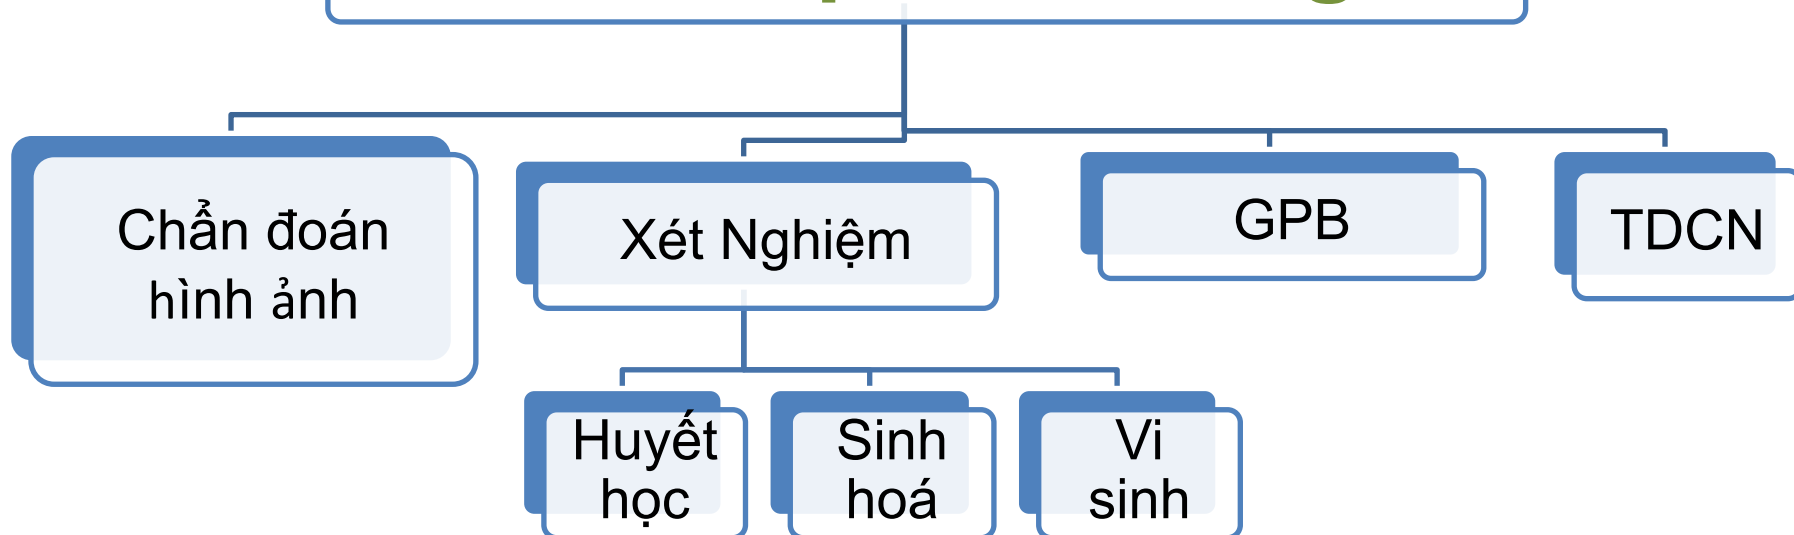 Chẩn đoán
hình ảnh
Xét Nghiệm
GPB
TDCN
Huyết
học
Sinh
hoá
Vi
sinh